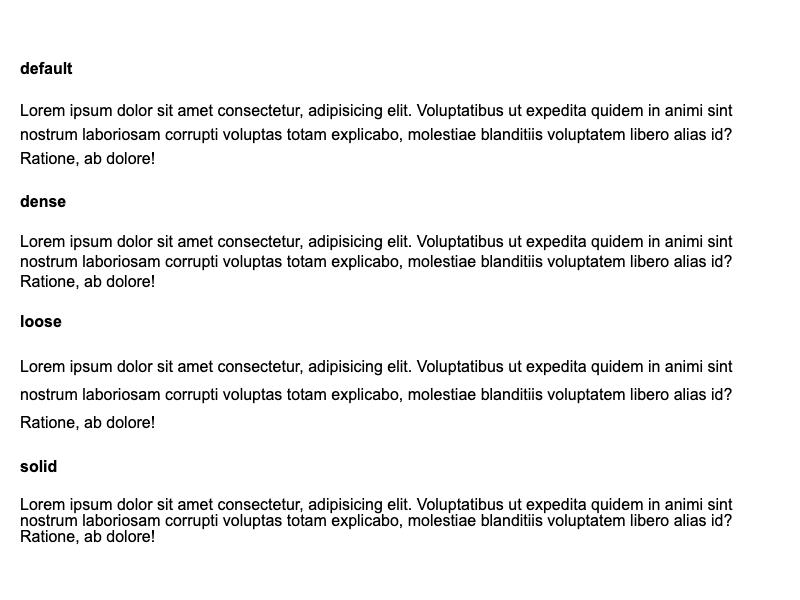 default
Lorem ipsum dolor sit amet consectetur, adipisicing elit. Voluptatibus ut expedita quidem in animi sint
nostrum laboriosam corrupti voluptas totam explicabo, molestiae blanditiis voluptatem libero alias id?
Ratione, ab dolore!
dense
Lorem ipsum dolor sit amet consectetur, adipisicing elit. Voluptatibus ut expedita quidem in animi sint
nostrum laboriosam corrupti voluptas totam explicabo, molestiae blanditiis voluptatem libero alias id?
Ratione, ab dolore!
loose
Lorem ipsum dolor sit amet consectetur, adipisicing elit. Voluptatibus ut expedita quidem in animi sint
nostrum laboriosam corrupti voluptas totam explicabo, molestiae blanditiis voluptatem libero alias id?
Ratione, ab dolore!
solid
Lorem ipsum dolor sit amet consectetur, adipisicing elit. Voluptatibus ut expedita quidem in animi sint
nostrum laboriosam corrupti voluptas totam explicabo, molestiae blanditiis voluptatem libero alias id?
Ratione, ab dolore!